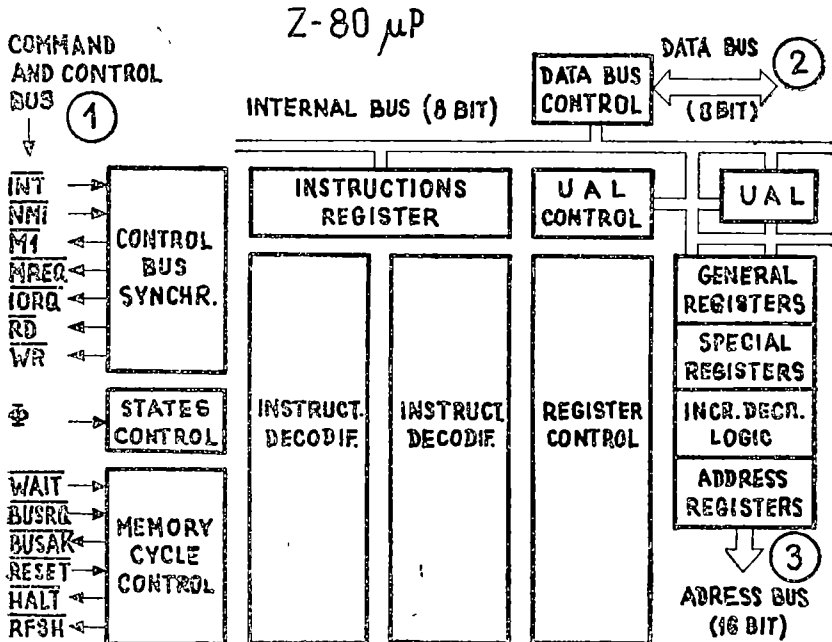 Z-80 µP
COMMAND
AND CONTROL
BUS
1
INT
NMI
M1
MREQ
IORQ
RD
WR
Φ
WAIT
BUSRQ
BUSAK
RESET
HALT
RFSH
CONTROL
BUS
SYNCHR.
STATES
CONTROL
MEMORY
CYCLE
CONTROL
INTERNAL BUS (8 BIT)
INSTRUCTIONS
REGISTER
INSTRUCT.
DECODIF.
INSTRUCT.
DECODIF.
DATA BUS
CONTROL
DATA BUS
(8BIT)
2
UAL
CONTROL
UAL
REGISTER
CONTROL
GENERAL
REGISTERS
SPECIAL
REGISTERS
INCR.DECR.
LOGIC
ADDRESS
REGISTERS
3
ADRESS BUS
(16 BIT)